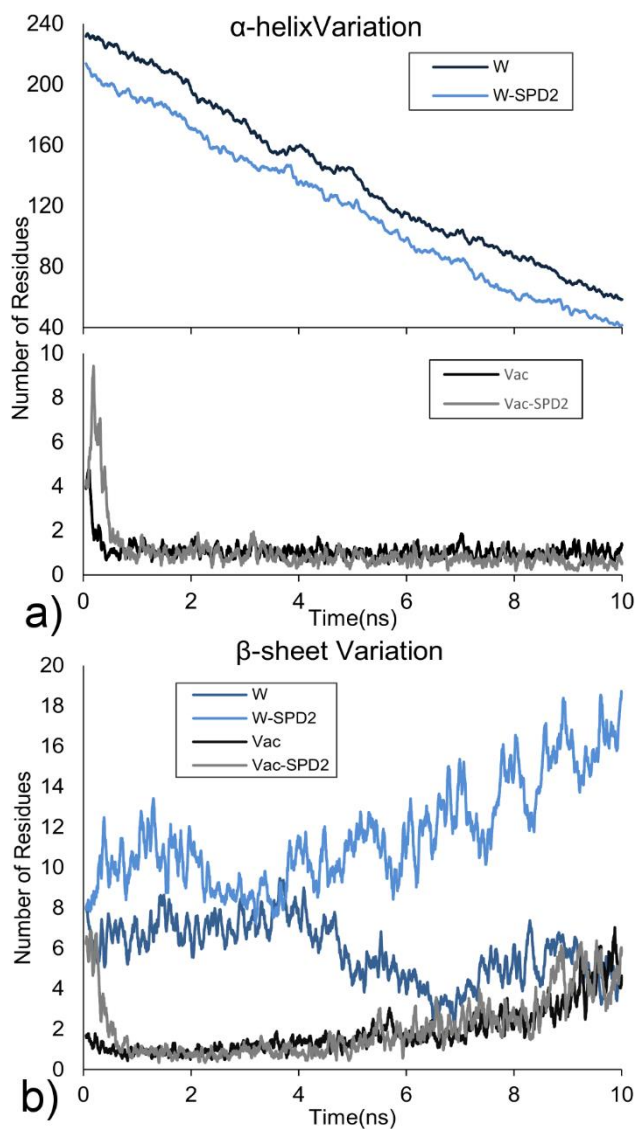 α-helixVariation
240
200
160
120
80
40
W
W-SPD2
Number of Residues
10
8
6
4
2
0
Vac
Vac-SPD2
0 2 4 6 8 10
Time(ns)
a)
β-sheet Variation
20
18
16
14
12
10
8
6
4
2
0
W
W-SPD2
Vac
Vac-SPD2
Number of Residues
0 2 4 6 8 10
Time(ns)
b)